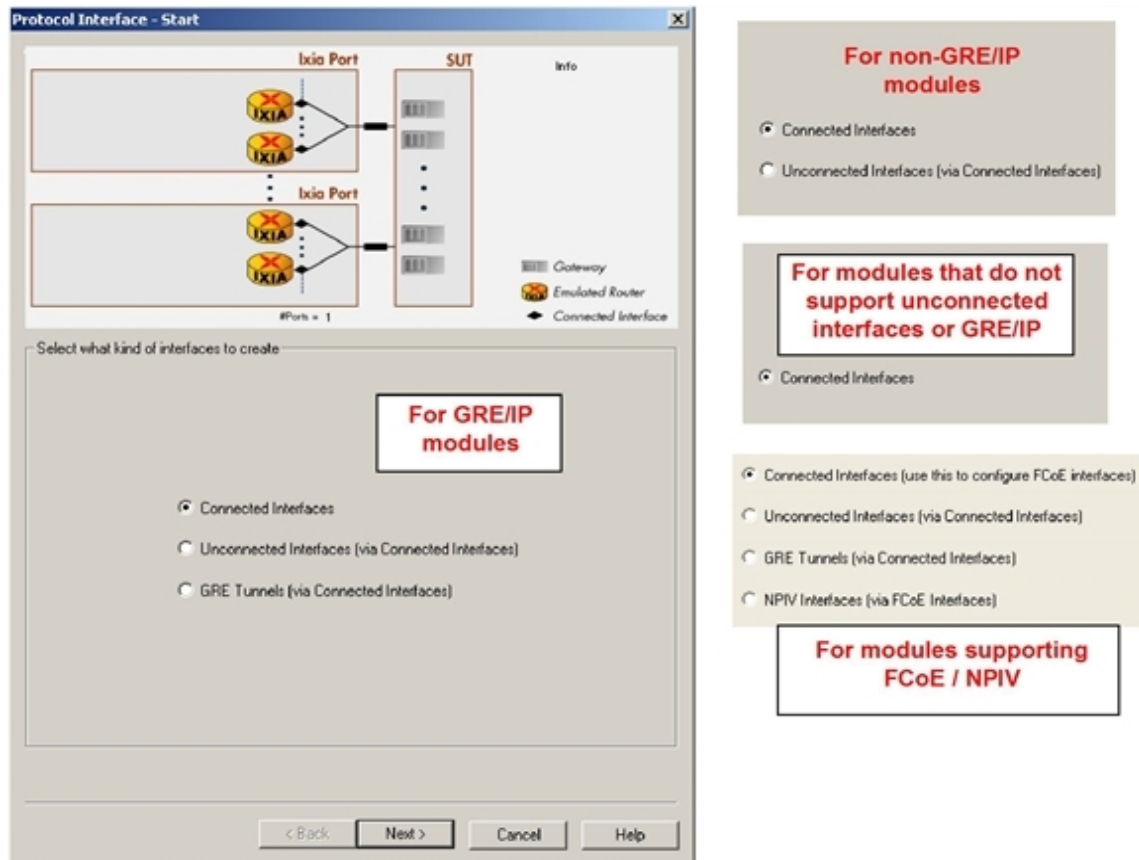 Protocol Interface - Start
Ixia Port
SUT
Info
IXIA
IXIA
Ixia Port
IXIA
IXIA
Gateway
Emulated Router
Connected Interface
#Ports = 1
Select what kind of interfaces to create
For GRE/IP
modules
Connected Interfaces
Unconnected Interfaces (via Connected Interfaces)
GRE Tunnels (via Connected Interfaces)
< Back
Next >
Cancel
Help
For non-GRE/IP
modules
Connected Interfaces
Unconnected Interfaces (via Connected Interfaces)
For modules that do not
support unconnected
interfaces or GRE/IP
Connected Interfaces
Connected Interfaces (use this to configure FCoE interfaces)
Unconnected Interfaces (via Connected Interfaces)
GRE Tunnels (via Connected Interfaces)
NPIV Interfaces (via FCoE Interfaces)
For modules supporting
FCoE / NPIV